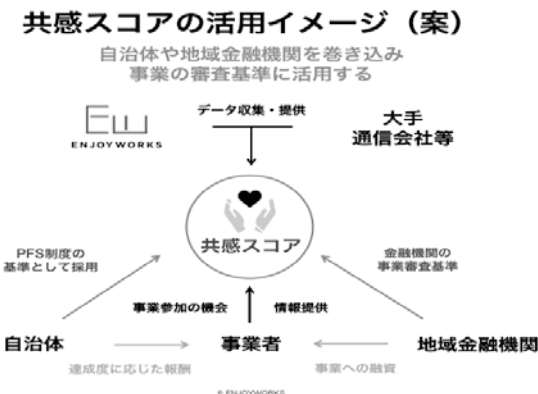 共感スコアの活用イメージ（案）
自治体や地域金融機関を巻き込み
事業の審査基準に活用する
ENJOYWORKS
データ収集・提供
大手
通信会社等
共感スコア
PFS制度の
基準として採用
金融機関の
事業審査基準
事業参加の機会
情報提供
自治体
事業者
地域金融機関
達成度に応じた報酬
事業への融資
© ENJOYWORKS